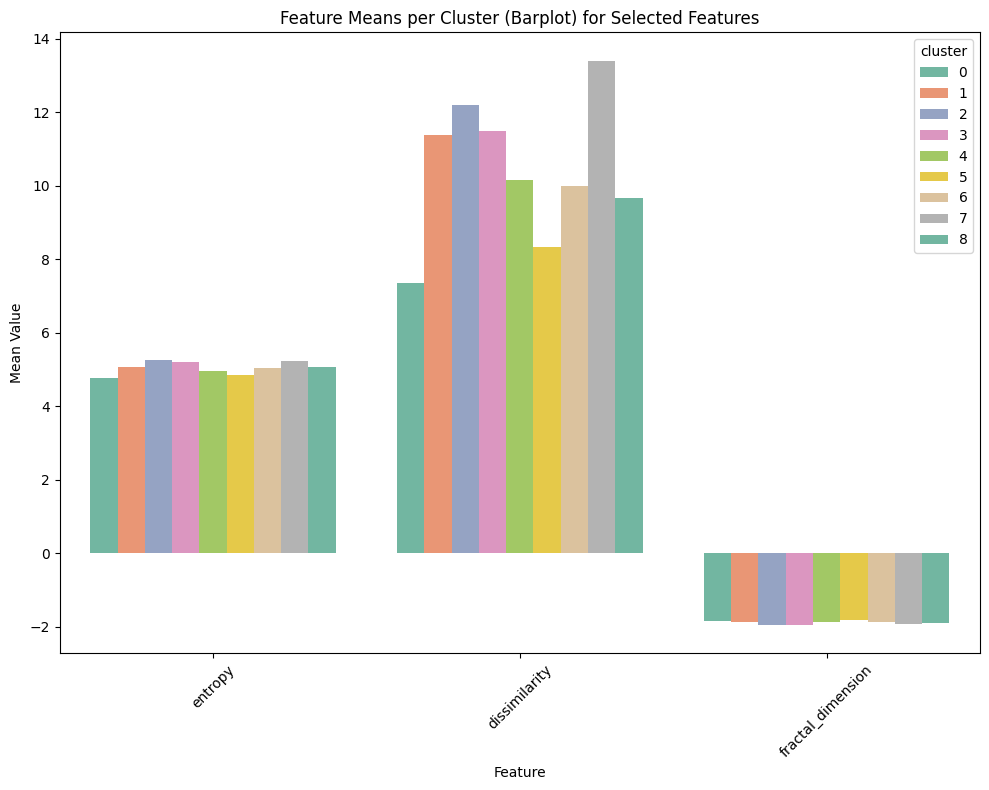 Feature Means per Cluster (Barplot) for Selected Features
cluster
0
1
2
3
4
5
6
7
8
14
12
10
8
6
4
2
0
−2
Mean Value
entropy
dissimilarity
fractal_dimension
Feature